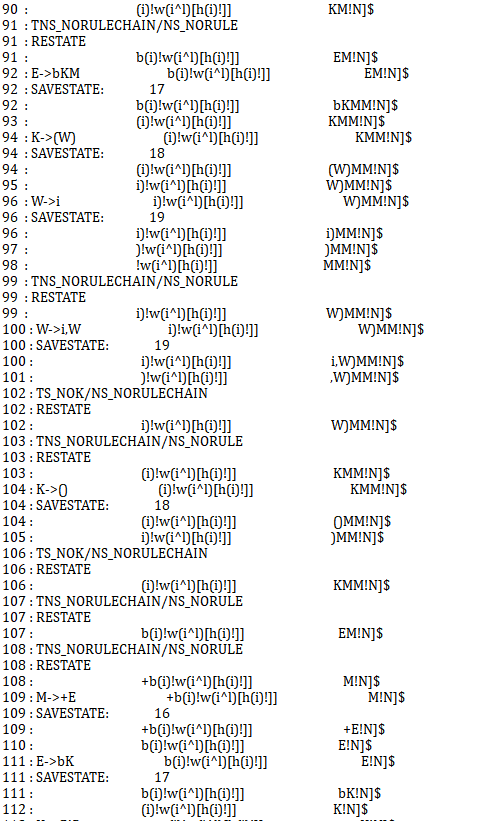 90 : (i)!w(i^l)[h(i)!]] KM!N]$
91 : TNS_NORULECHAIN/NS_NORULE
91 : RESTATE
91 : b(i)!w(i^l)[h(i)!]] EM!N]$
92 : E->bKM b(i)!w(i^l)[h(i)!]] EM!N]$
92 : SAVESTATE: 17
92 : b(i)!w(i^l)[h(i)!]] bKMM!N]$
93 : (i)!w(i^l)[h(i)!]] KMM!N]$
94 : K->(W) (i)!w(i^l)[h(i)!]] KMM!N]$
94 : SAVESTATE: 18
94 : (i)!w(i^l)[h(i)!]] (W)MM!N]$
95 : i)!w(i^l)[h(i)!]] W)MM!N]$
96 : W->i i)!w(i^l)[h(i)!]] W)MM!N]$
96 : SAVESTATE: 19
96 : i)!w(i^l)[h(i)!]] i)MM!N]$
97 : )!w(i^l)[h(i)!]] )MM!N]$
98 : !w(i^l)[h(i)!]] MM!N]$
99 : TNS_NORULECHAIN/NS_NORULE
99 : RESTATE
99 : i)!w(i^l)[h(i)!]] W)MM!N]$
100 : W->i,W i)!w(i^l)[h(i)!]] W)MM!N]$
100 : SAVESTATE: 19
100 : i)!w(i^l)[h(i)!]] i,W)MM!N]$
101 : )!w(i^l)[h(i)!]] ,W)MM!N]$
102 : TS_NOK/NS_NORULECHAIN
102 : RESTATE
102 : i)!w(i^l)[h(i)!]] W)MM!N]$
103 : TNS_NORULECHAIN/NS_NORULE
103 : RESTATE
103 : (i)!w(i^l)[h(i)!]] KMM!N]$
104 : K->() (i)!w(i^l)[h(i)!]] KMM!N]$
104 : SAVESTATE: 18
104 : (i)!w(i^l)[h(i)!]] ()MM!N]$
105 : i)!w(i^l)[h(i)!]] )MM!N]$
106 : TS_NOK/NS_NORULECHAIN
106 : RESTATE
106 : (i)!w(i^l)[h(i)!]] KMM!N]$
107 : TNS_NORULECHAIN/NS_NORULE
107 : RESTATE
107 : b(i)!w(i^l)[h(i)!]] EM!N]$
108 : TNS_NORULECHAIN/NS_NORULE
108 : RESTATE
108 : +b(i)!w(i^l)[h(i)!]] M!N]$
109 : M->+E +b(i)!w(i^l)[h(i)!]] M!N]$
109 : SAVESTATE: 16
109 : +b(i)!w(i^l)[h(i)!]] +E!N]$
110 : b(i)!w(i^l)[h(i)!]] E!N]$
111 : E->bK b(i)!w(i^l)[h(i)!]] E!N]$
111 : SAVESTATE: 17
111 : b(i)!w(i^l)[h(i)!]] bK!N]$
112 : (i)!w(i^l)[h(i)!]] K!N]$